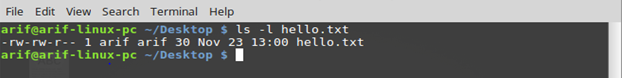 File Edit View Search Terminal Help
arif@arif-linux-pc ~/Desktop $ ls -l hello.txt
-rw-rw-r-- 1 arif arif 30 Nov 23 13:00 hello.txt
arif@arif-linux-pc ~/Desktop $